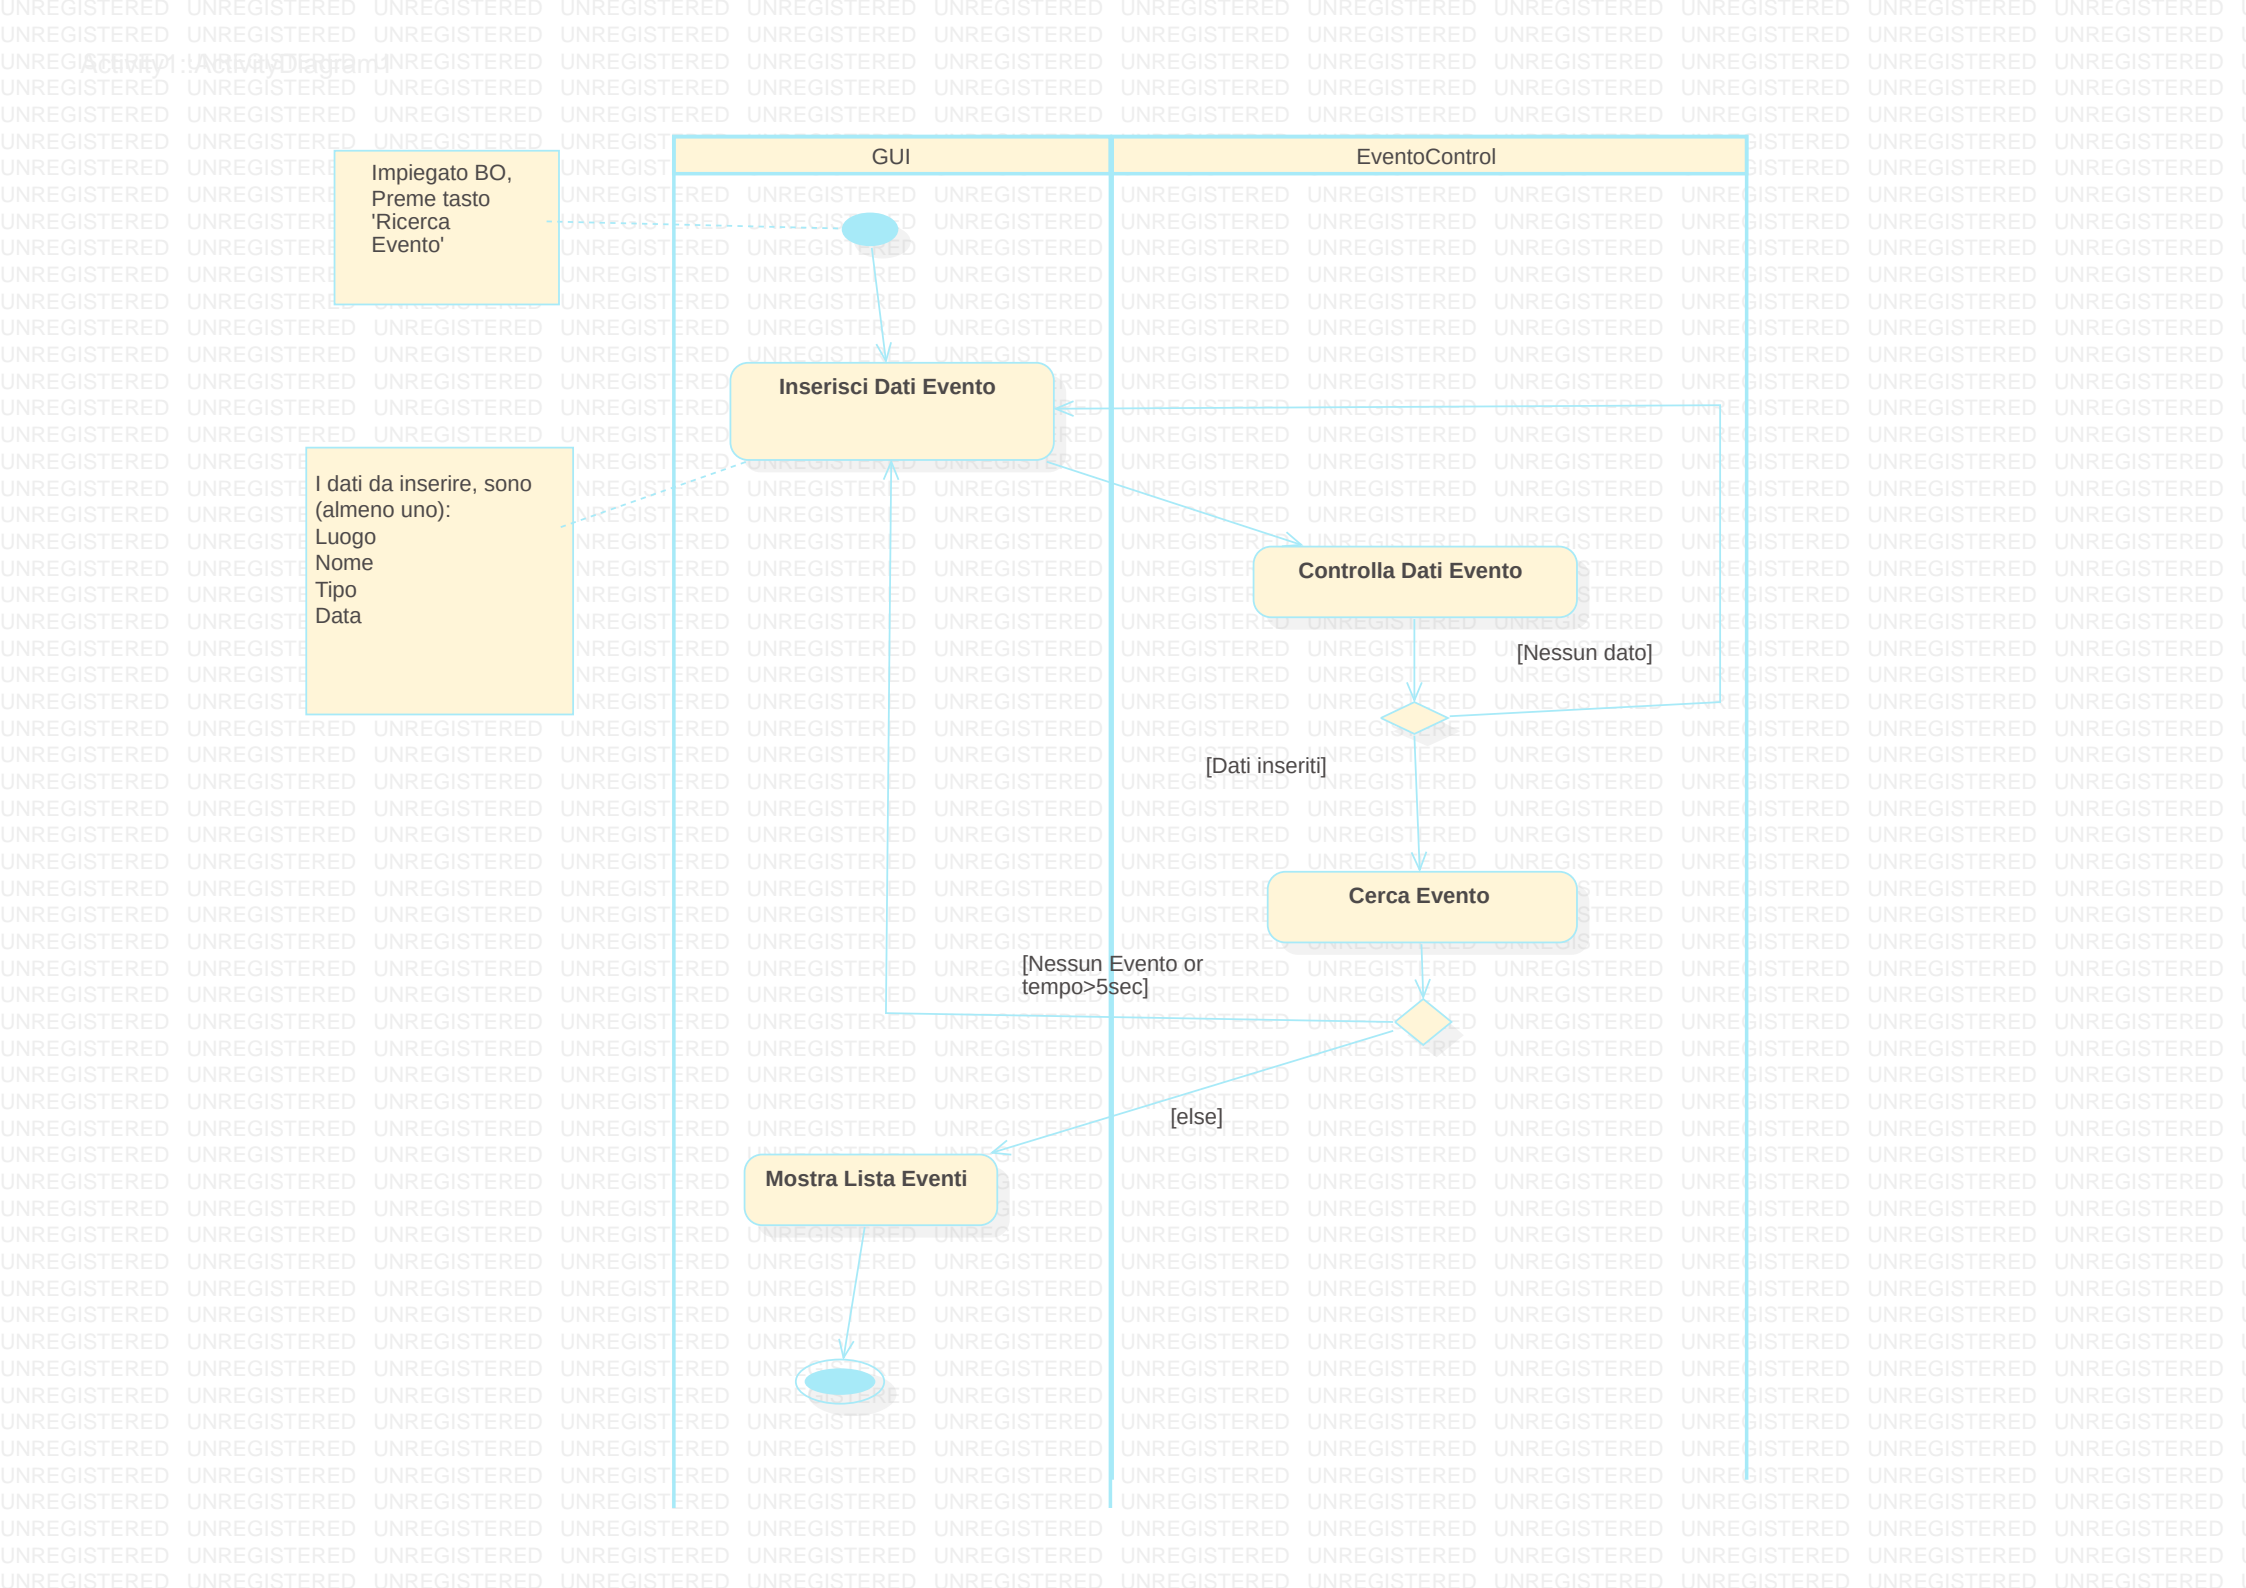 Activity1::ActivityDiagram1
GUI
EventoControl
Impiegato BO,
Preme tasto
'Ricerca
Evento'
Inserisci Dati Evento
I dati da inserire, sono
(almeno uno):
Luogo
Nome
Tipo
Data
Controlla Dati Evento
[Nessun dato]
[Dati inseriti]
Cerca Evento
[Nessun Evento or
tempo>5sec]
[else]
Mostra Lista Eventi
UNREGISTERED